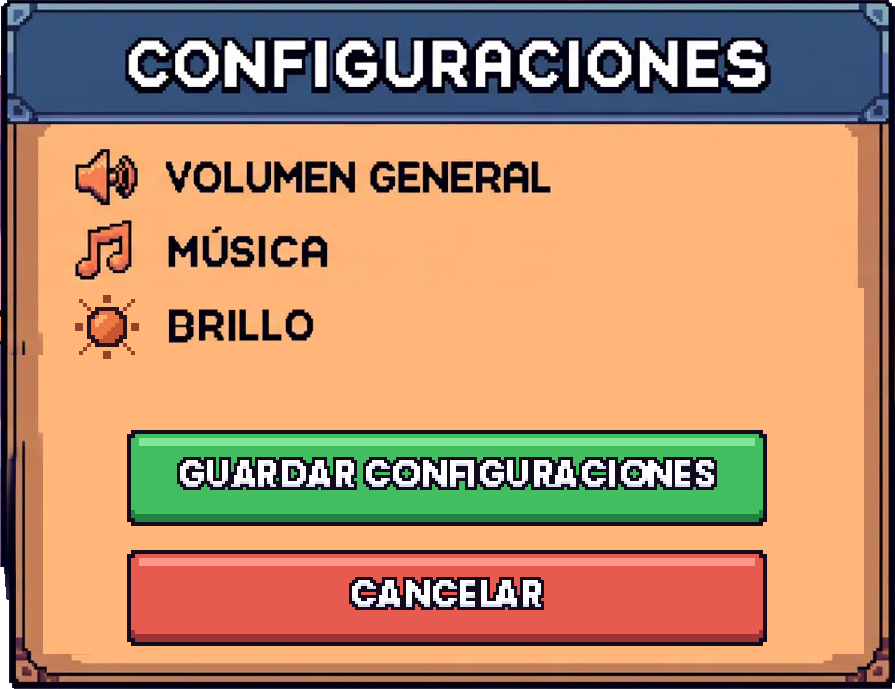 CONFIGURACIONES
VOLUMEN GENERAL
MÚSICA
BRILLO
GUARDAR CONFIGURACIONES
CANCELAR